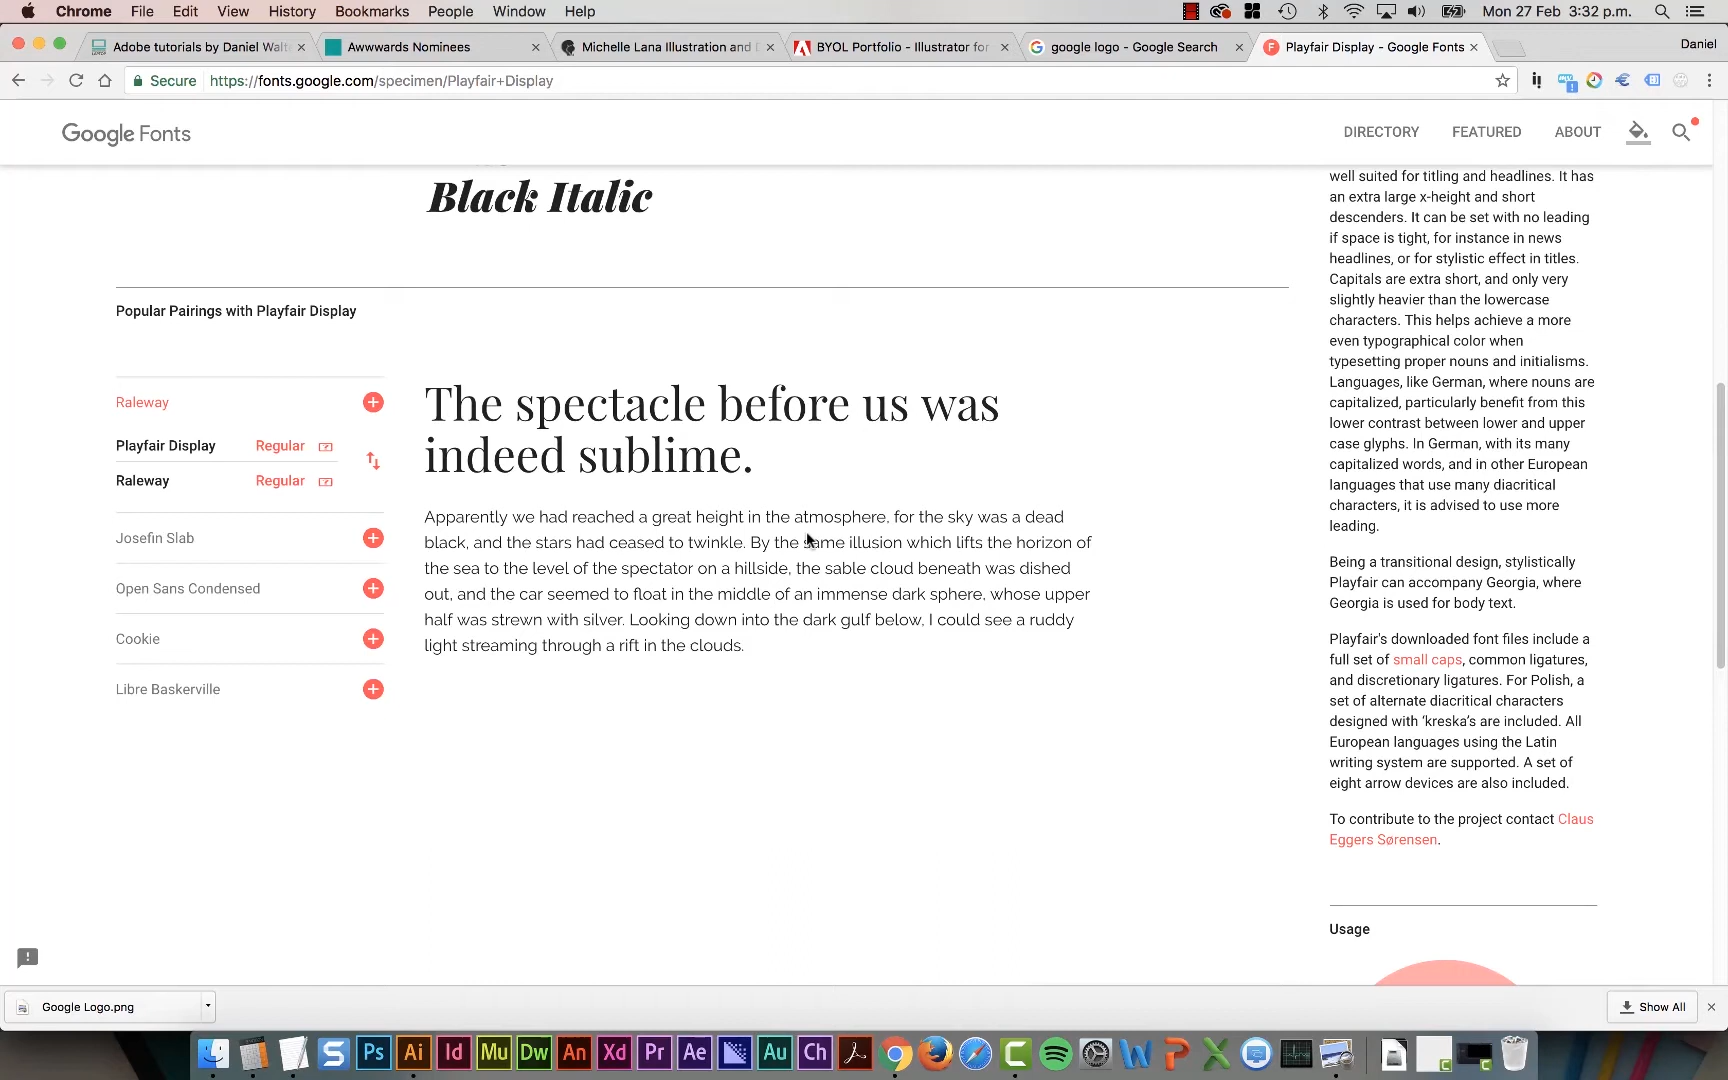 Chrome File Edit View History Bookmarks People Window Help Mon 27 Feb 3:32 p.m.
Adobe tutorials by Daniel Walt Awwwards Nominees Michelle Lana Illustration and D BYOL Portfolio - Illustrator for google logo - Google Search Playfair Display - Google Fonts Daniel
Secure https://fonts.google.com/specimen/Playfair+Display
Google Fonts DIRECTORY FEATURED ABOUT
Black Italic
Popular Pairings with Playfair Display
Raleway
Playfair Display Regular
Raleway Regular
Josefin Slab
Open Sans Condensed
Cookie
Libre Baskerville
The spectacle before us was
indeed sublime.
Apparently we had reached a great height in the atmosphere, for the sky was a dead
black, and the stars had ceased to twinkle. By the same illusion which lifts the horizon of
the sea to the level of the spectator on a hillside, the sable cloud beneath was dished
out, and the car seemed to float in the middle of an immense dark sphere, whose upper
half was strewn with silver. Looking down into the dark gulf below, I could see a ruddy
light streaming through a rift in the clouds.
well suited for titling and headlines. It has
an extra large x-height and short
descenders. It can be set with no leading
if space is tight, for instance in news
headlines, or for stylistic effect in titles.
Capitals are extra short, and only very
slightly heavier than the lowercase
characters. This helps achieve a more
even typographical color when
typesetting proper nouns and initialisms.
Languages, like German, where nouns are
capitalized, particularly benefit from this
lower contrast between lower and upper
case glyphs. In German, with its many
capitalized words, and in other European
languages that use many diacritical
characters, it is advised to use more
leading.
Being a transitional design, stylistically
Playfair can accompany Georgia, where
Georgia is used for body text.
Playfair's downloaded font files include a
full set of small caps, common ligatures,
and discretionary ligatures. For Polish, a
set of alternate diacritical characters
designed with ‘kreska’s are included. All
European languages using the Latin
writing system are supported. A set of
eight arrow devices are also included.
To contribute to the project contact Claus
Eggers Sørensen.
Usage
Google Logo.png Show All
Ps Ai Id Mu Dw An Xd Pr Ae Au Ch